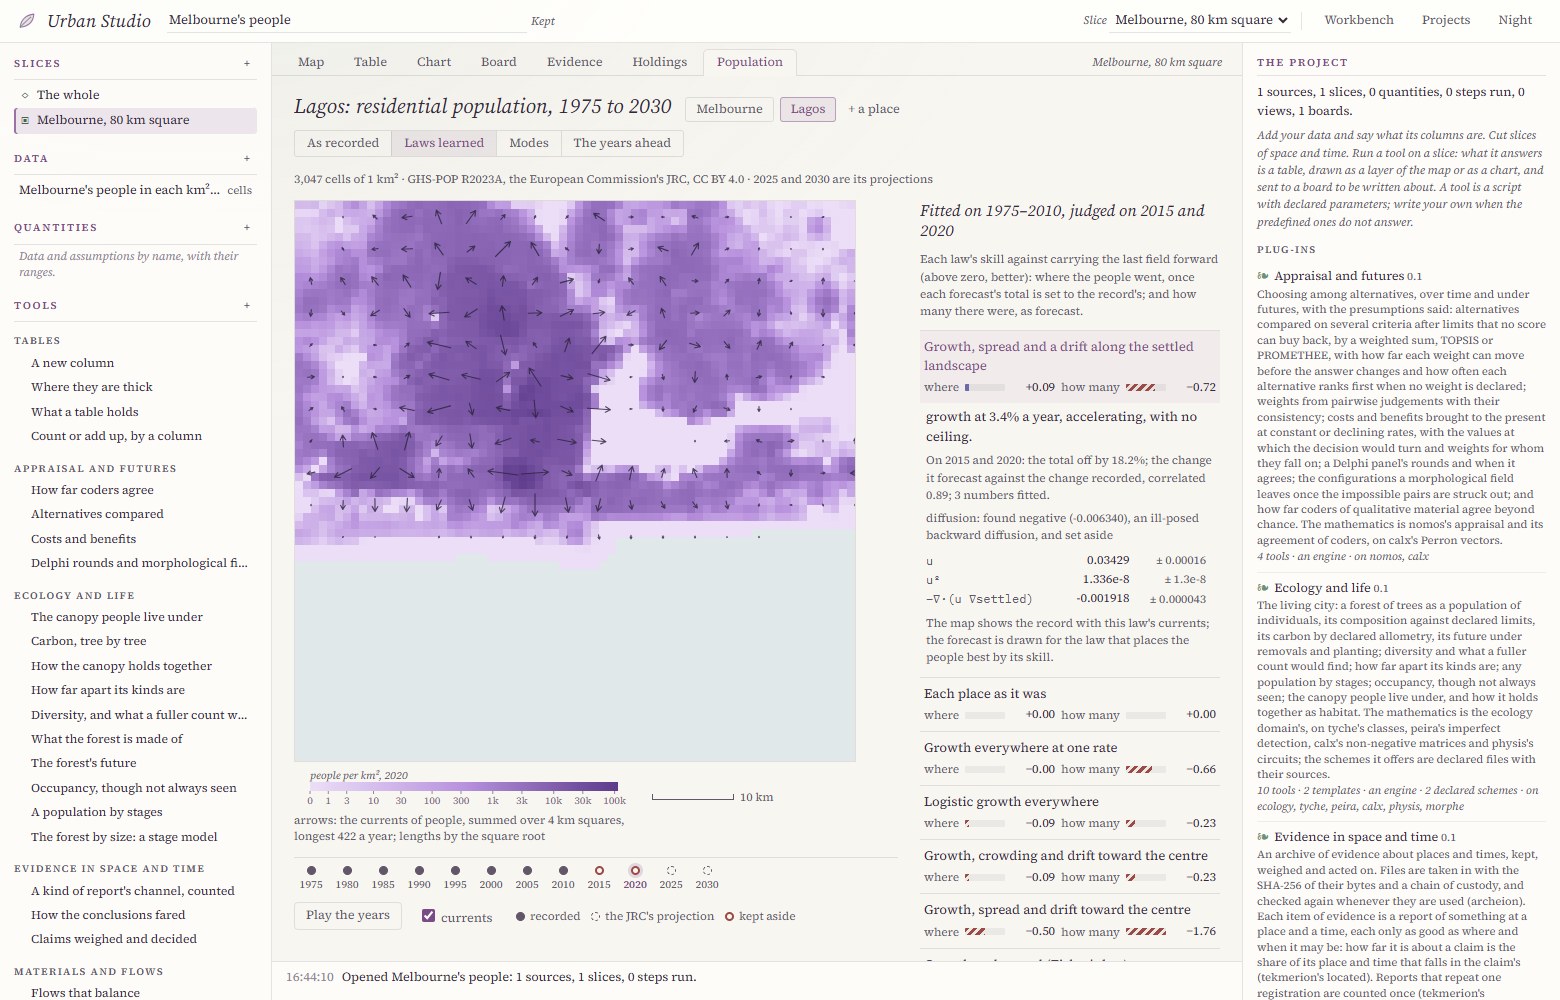 Urban Studio
Melbourne's people
Kept
Slice Melbourne, 80 km square
Workbench
Projects
Night
SLICES +
The whole
Melbourne, 80 km square
DATA +
Melbourne's people in each km²... cells
QUANTITIES +
Data and assumptions by name, with their
ranges.
TOOLS +
TABLES
A new column
Where they are thick
What a table holds
Count or add up, by a column
APPRAISAL AND FUTURES
How far coders agree
Alternatives compared
Costs and benefits
Delphi rounds and morphological fi...
ECOLOGY AND LIFE
The canopy people live under
Carbon, tree by tree
How the canopy holds together
How far apart its kinds are
Diversity, and what a fuller count w...
What the forest is made of
The forest's future
Occupancy, though not always seen
A population by stages
The forest by size: a stage model
EVIDENCE IN SPACE AND TIME
A kind of report's channel, counted
How the conclusions fared
Claims weighed and decided
MATERIALS AND FLOWS
Flows that balance
Map
Table
Chart
Board
Evidence
Holdings
Population
Melbourne, 80 km square
Lagos: residential population, 1975 to 2030
Melbourne
Lagos
+ a place
As recorded
Laws learned
Modes
The years ahead
3,047 cells of 1 km² · GHS-POP R2023A, the European Commission's JRC, CC BY 4.0 · 2025 and 2030 are its projections
people per km², 2020
0 1 3 10 30 100 300 1k 3k 10k 30k 100k
10 km
arrows: the currents of people, summed over 4 km squares,
longest 422 a year; lengths by the square root
1975 1980 1985 1990 1995 2000 2005 2010 2015 2020 2025 2030
Play the years
currents
recorded
the JRC's projection
kept aside
Fitted on 1975–2010, judged on 2015 and
2020
Each law's skill against carrying the last field forward
(above zero, better): where the people went, once
each forecast's total is set to the record's; and how
many there were, as forecast.
Growth, spread and a drift along the settled
landscape
where +0.09 how many −0.72
growth at 3.4% a year, accelerating, with no
ceiling.
On 2015 and 2020: the total off by 18.2%; the change
it forecast against the change recorded, correlated
0.89; 3 numbers fitted.
diffusion: found negative (-0.006340), an ill-posed
backward diffusion, and set aside
u 0.03429 ± 0.00016
u² 1.336e-8 ± 1.3e-8
−∇·(u ∇settled) -0.001918 ± 0.000043
The map shows the record with this law's currents;
the forecast is drawn for the law that places the
people best by its skill.
Each place as it was
where +0.00 how many +0.00
Growth everywhere at one rate
where −0.00 how many −0.66
Logistic growth everywhere
where −0.09 how many −0.23
Growth, crowding and drift toward the centre
where −0.09 how many −0.23
Growth, spread and drift toward the centre
where −0.50 how many −1.76
16:44:10 Opened Melbourne's people: 1 sources, 1 slices, 0 steps run.
THE PROJECT
1 sources, 1 slices, 0 quantities, 0 steps run, 0
views, 1 boards.
Add your data and say what its columns are. Cut slices
of space and time. Run a tool on a slice: what it answers
is a table, drawn as a layer of the map or as a chart, and
sent to a board to be written about. A tool is a script
with declared parameters; write your own when the
predefined ones do not answer.
PLUG-INS
Appraisal and futures 0.1
Choosing among alternatives, over time and under
futures, with the presumptions said: alternatives
compared on several criteria after limits that no score
can buy back, by a weighted sum, TOPSIS or
PROMETHEE, with how far each weight can move
before the answer changes and how often each
alternative ranks first when no weight is declared;
weights from pairwise judgements with their
consistency; costs and benefits brought to the present
at constant or declining rates, with the values at
which the decision would turn and weights for whom
they fall on; a Delphi panel's rounds and when it
agrees; the configurations a morphological field
leaves once the impossible pairs are struck out; and
how far coders of qualitative material agree beyond
chance. The mathematics is nomos's appraisal and its
agreement of coders, on calx's Perron vectors.
4 tools · an engine · on nomos, calx
Ecology and life 0.1
The living city: a forest of trees as a population of
individuals, its composition against declared limits,
its carbon by declared allometry, its future under
removals and planting; diversity and what a fuller
count would find; how far apart its kinds are; any
population by stages; occupancy, though not always
seen; the canopy people live under, and how it holds
together as habitat. The mathematics is the ecology
domain's, on tyche's classes, peira's imperfect
detection, calx's non-negative matrices and physis's
circuits; the schemes it offers are declared files with
their sources.
10 tools · 2 templates · an engine · 2 declared schemes · on
ecology, tyche, peira, calx, physis, morphe
Evidence in space and time 0.1
An archive of evidence about places and times, kept,
weighed and acted on. Files are taken in with the
SHA-256 of their bytes and a chain of custody, and
checked again whenever they are used (archeion).
Each item of evidence is a report of something at a
place and a time, each only as good as where and
when it may be: how far it is about a claim is the
share of its place and time that falls in the claim's
(tekmerion's located). Reports that repeat one
registration are counted once (tekmerion's